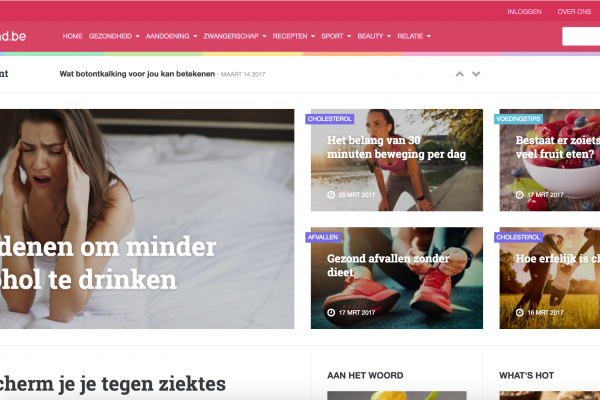 INLOGGEN OVER ONS
d.be HOME GEZONDHEID AANDOENING ZWANGERSCHAP RECEPTEN SPORT BEAUTY RELATIE
nt Wat botontkalking voor jou kan betekenen - MAART 14 2017
denen om minder
hol te drinken
CHOLESTEROL
Het belang van 30
minuten beweging per dag
20 MRT 2017
VOEDINGSTIPS
Bestaat er zoiets
veel fruit eten?
17 MRT 2017
AFVALLEN
Gezond afvallen zonder
dieet
17 MRT 2017
CHOLESTEROL
Hoe erfelijk is ch
16 MRT 2017
cherm je je tegen ziektes
AAN HET WOORD
WHAT'S HOT